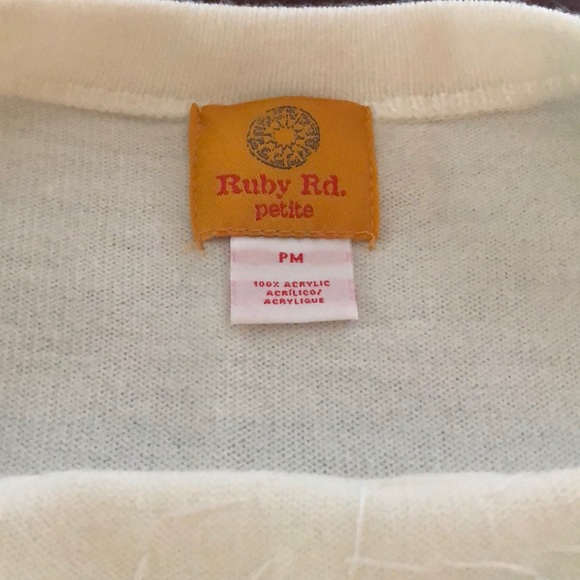 Ruby Rd.
petite
PM
100% ACRYLIC
ACRÍLICO/
ACRYLIQUE